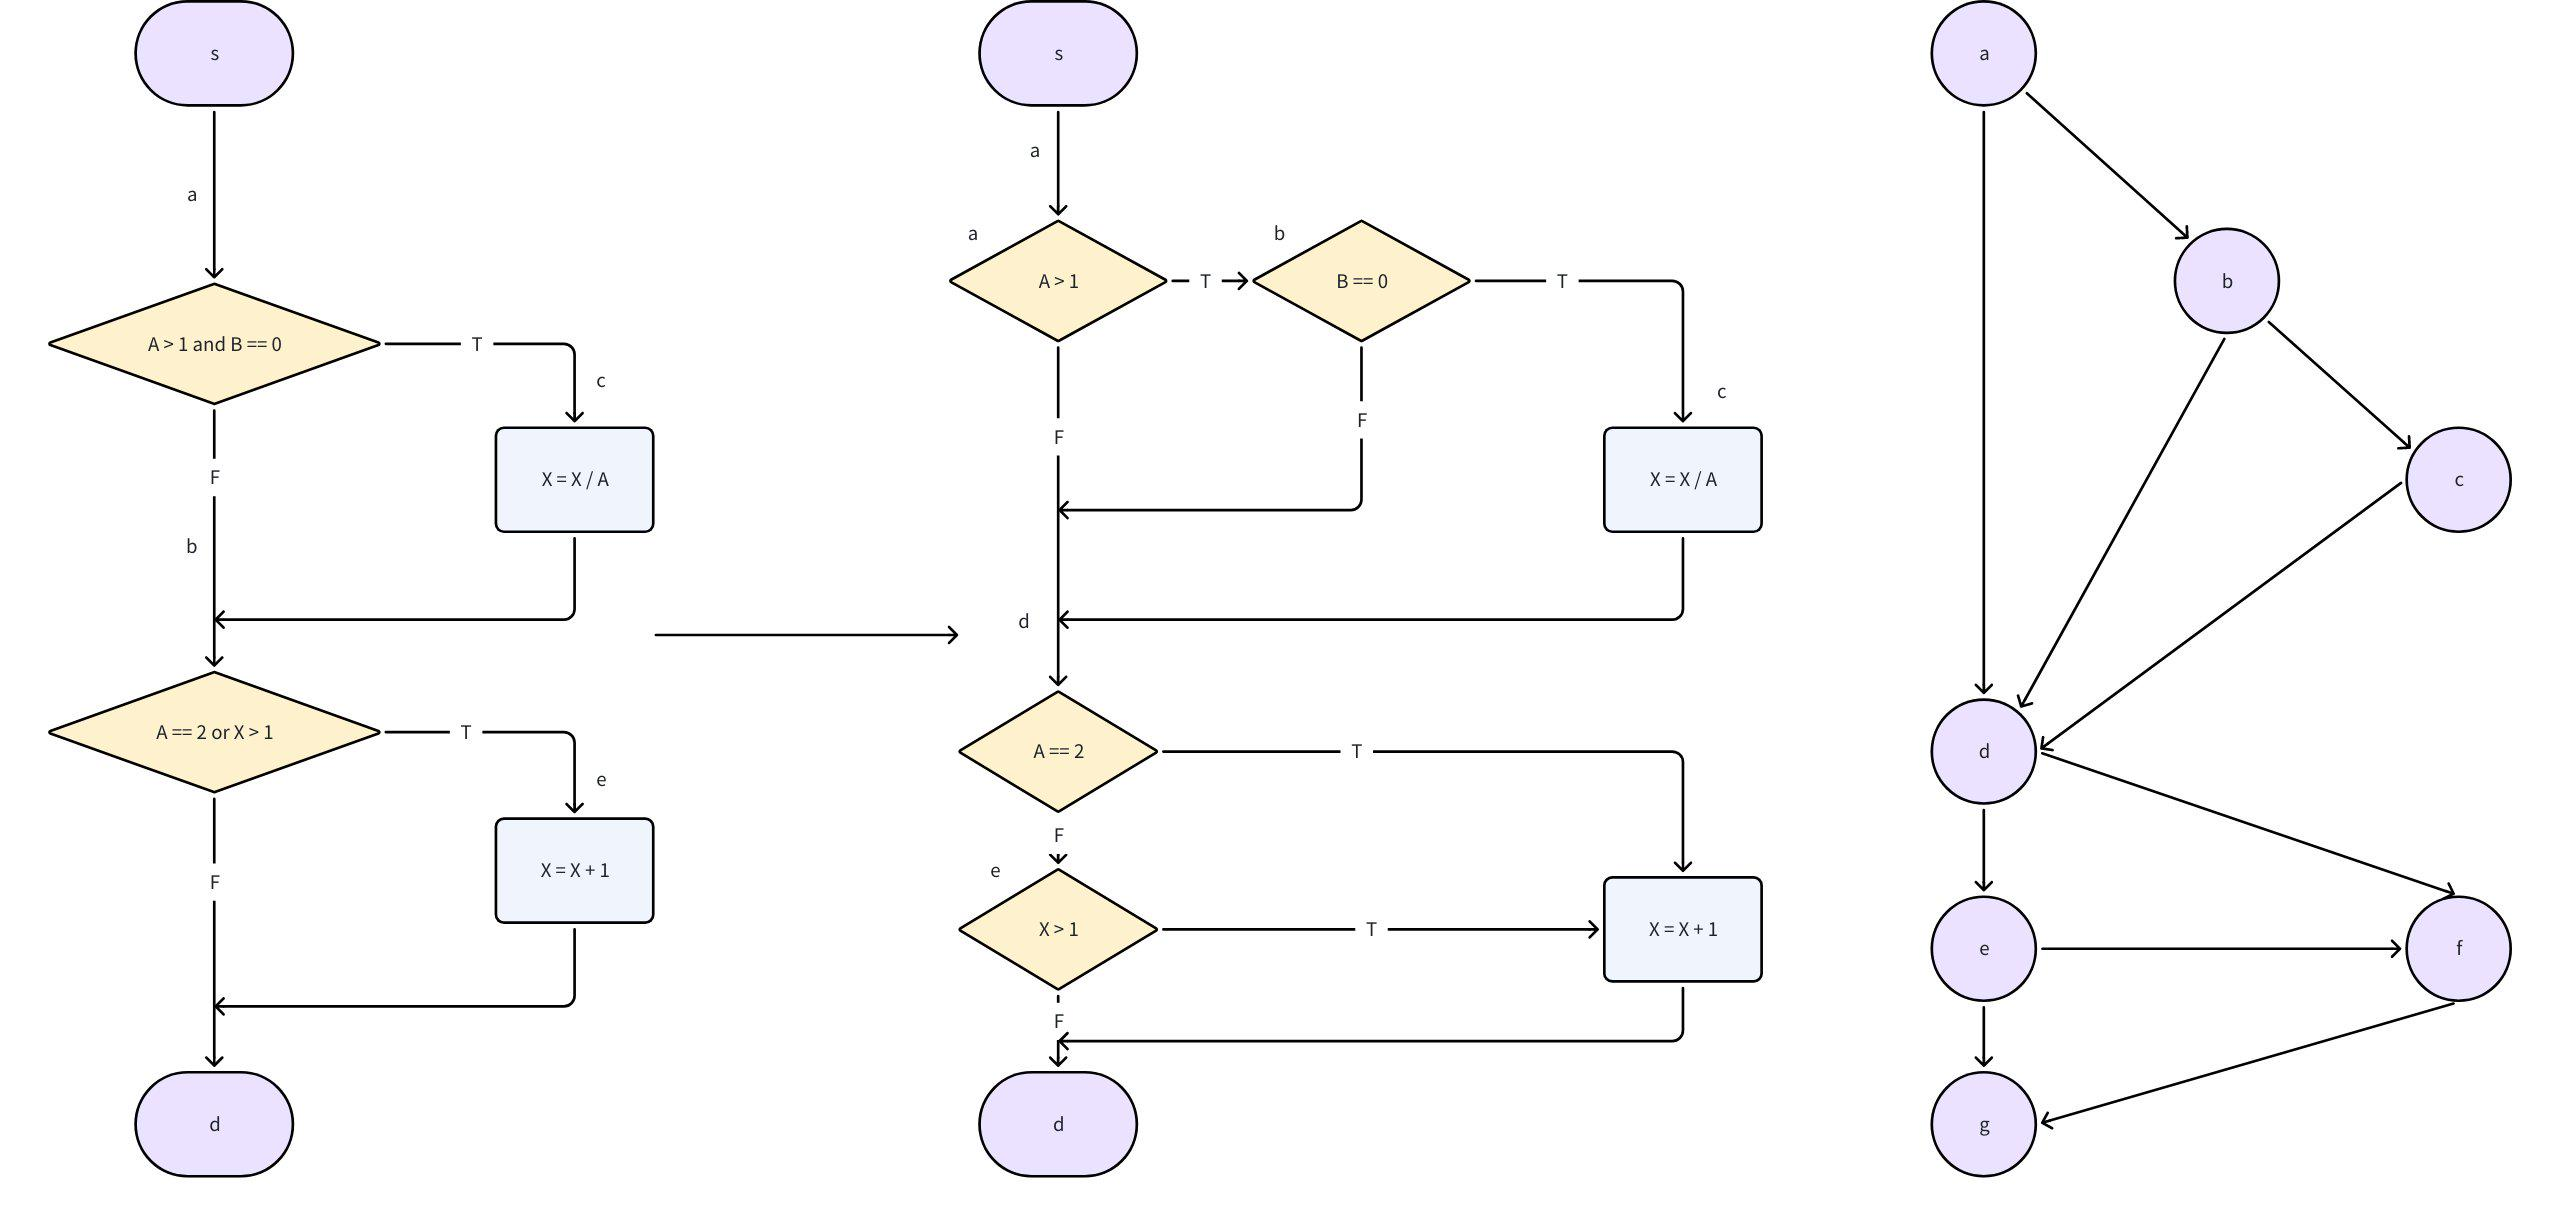 s
a
A > 1 and B == 0
T
c
F
X = X / A
b
A == 2 or X > 1
T
e
F
X = X + 1
d
s
a
a
b
A > 1
T
B == 0
T
c
F
F
X = X / A
d
A == 2
T
F
e
X > 1
T
X = X + 1
F
d
a
b
c
d
e
f
g